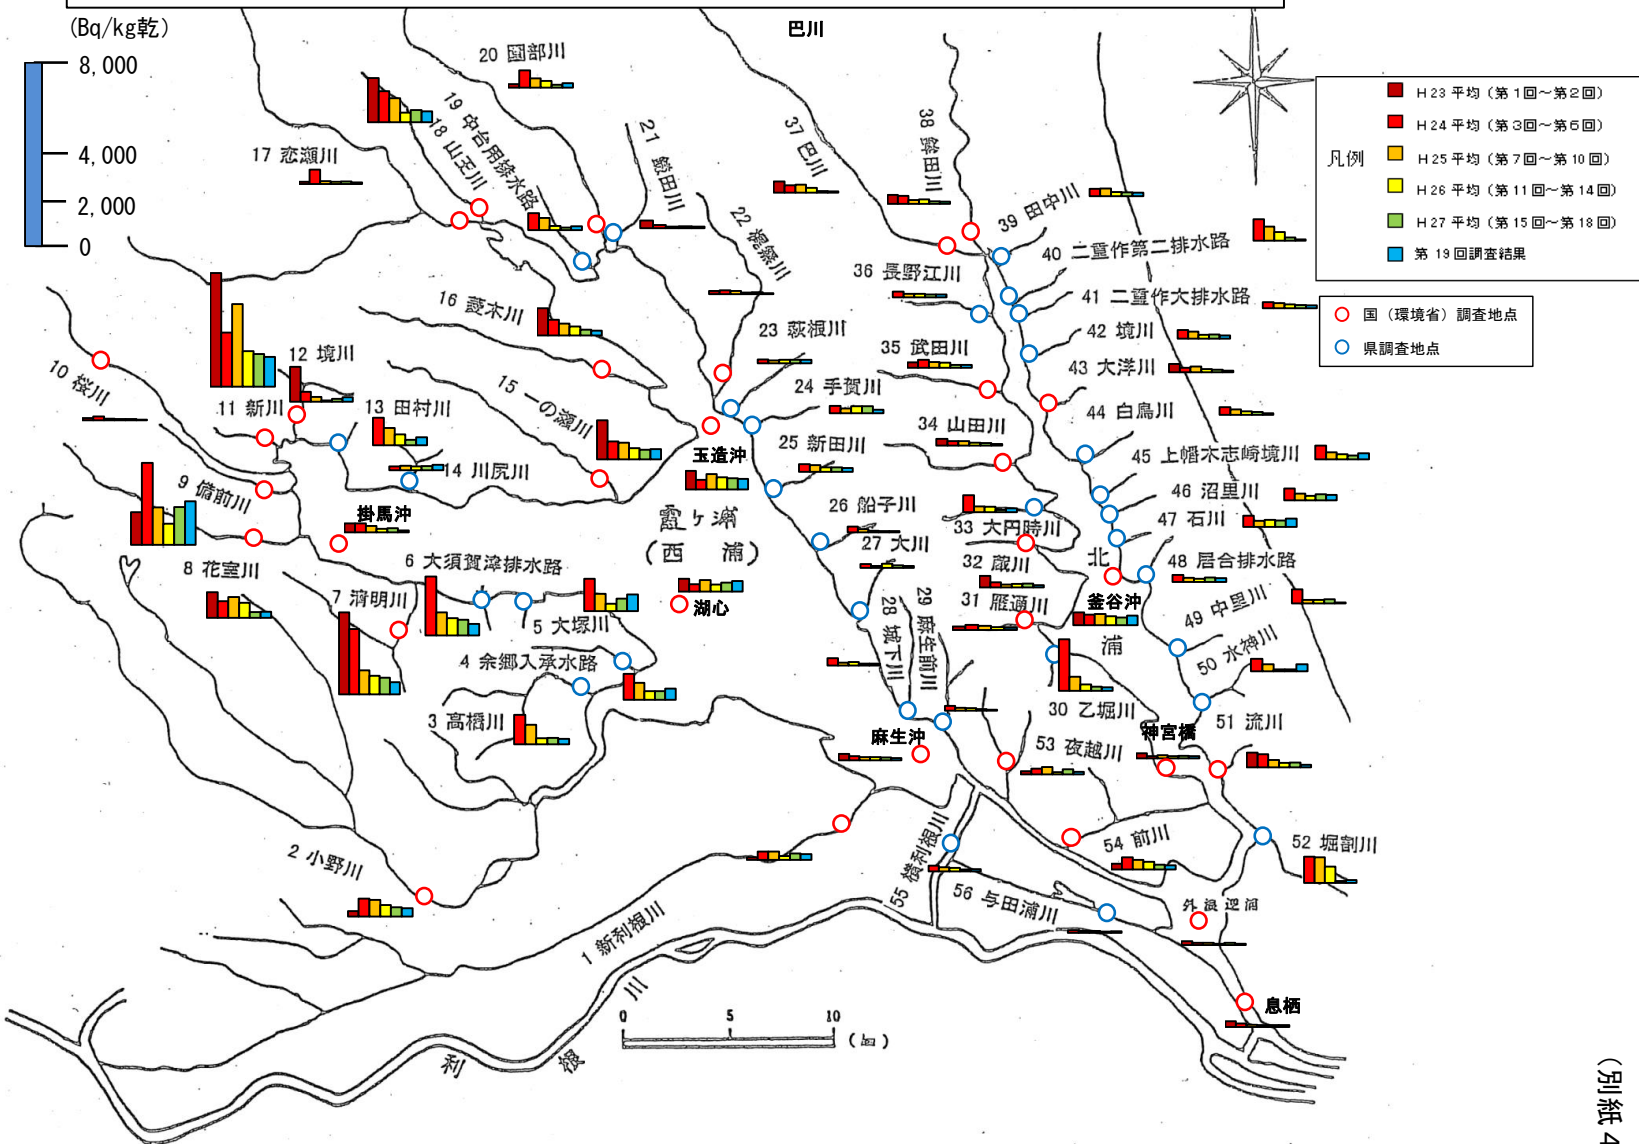 (Bq/kg乾)
8,000
4,000
2,000
0
巴川
凡例
H23 平均（第1回～第2回）
H24 平均（第3回～第6回）
H25 平均（第7回～第10回）
H26 平均（第11回～第14回）
H27 平均（第15回～第18回）
第19回調査結果
国（環境省）調査地点
県調査地点
20 園部川
19 中台用排水路
18 山王川
17 恋瀬川
21 鎌田川
22 梶無川
37 巴川
38 鉾田川
39 田中川
40 二重作第二排水路
36 長野江川
41 二重作大排水路
16 菱木川
23 萩根川
42 境川
35 武田川
12 境川
43 大洋川
10 桜川
15 一の瀬川
24 手賀川
44 白鳥川
11 新川
13 田村川
34 山田川
玉造沖
25 新田川
45 上幡木志崎境川
14 川尻川
9 備前川
46 沼里川
掛馬沖
霞ヶ浦
（西 浦）
26 船子川
33 大円時川
47 石川
27 大川
北
8 花室川
6 大須賀津排水路
32 蔵川
48 居合排水路
7 清明川
湖心
28 城下川
29 麻生前川
31 雁通川
釜谷沖
49 中里川
5 大塚川
浦
50 水神川
4 余郷入承水路
30 乙堀川
3 高橋川
麻生沖
53 夜越川
神宮橋
51 流川
2 小野川
55 横利根川
54 前川
52 堀割川
1 新利根川
56 与田浦川
外浪逆浦
利 根 川
0 5 10
息栖
（別紙4